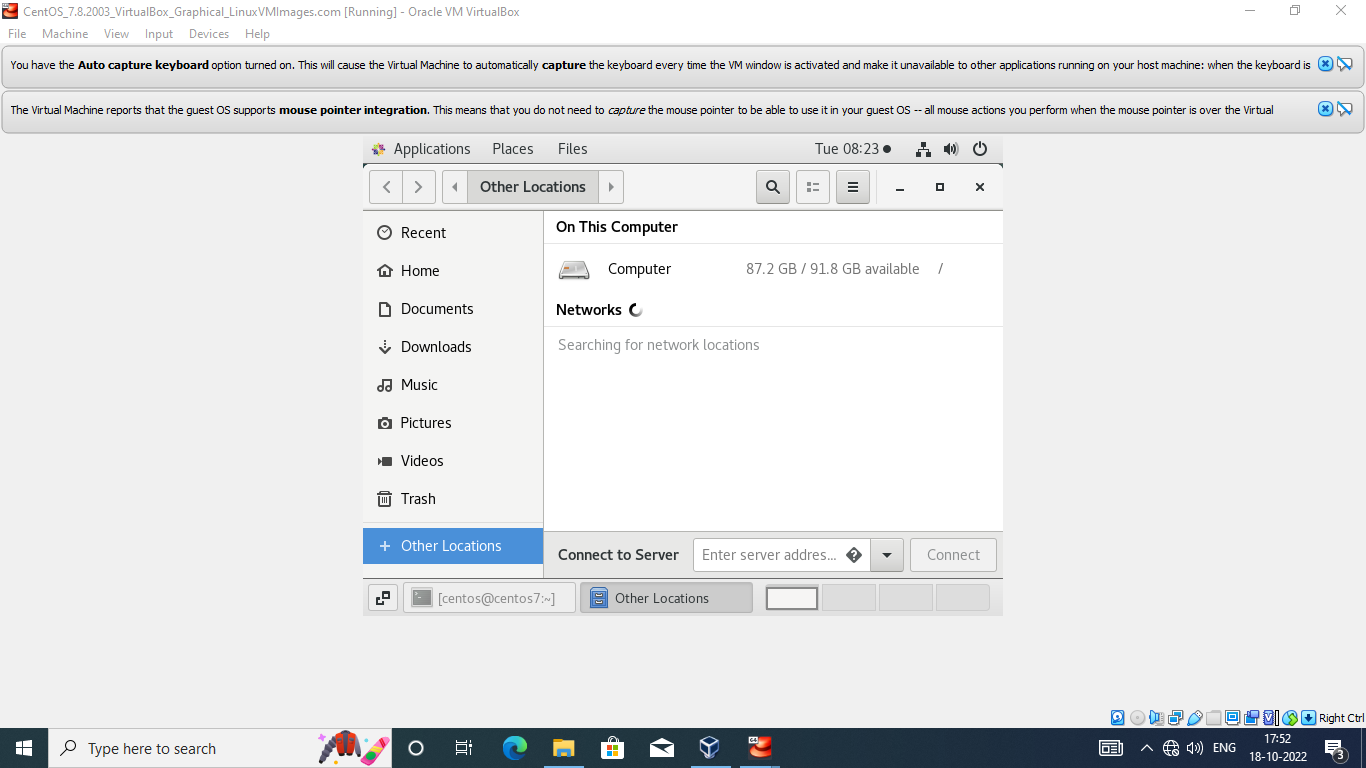 CentOS_7.8.2003_VirtualBox_Graphical_LinuxVMImages.com [Running] - Oracle VM VirtualBox
File Machine View Input Devices Help
You have the Auto capture keyboard option turned on. This will cause the Virtual Machine to automatically capture the keyboard every time the VM window is activated and make it unavailable to other applications running on your host machine: when the keyboard is
The Virtual Machine reports that the guest OS supports mouse pointer integration. This means that you do not need to capture the mouse pointer to be able to use it in your guest OS -- all mouse actions you perform when the mouse pointer is over the Virtual
Applications Places Files Tue 08:23
Other Locations
Recent
Home
Documents
Downloads
Music
Pictures
Videos
Trash
Other Locations
On This Computer
Computer 87.2 GB / 91.8 GB available /
Networks
Searching for network locations
Connect to Server Enter server addres... Connect
[centos@centos7:~] Other Locations
Right Ctrl
Type here to search
ENG
17:52
18-10-2022
3